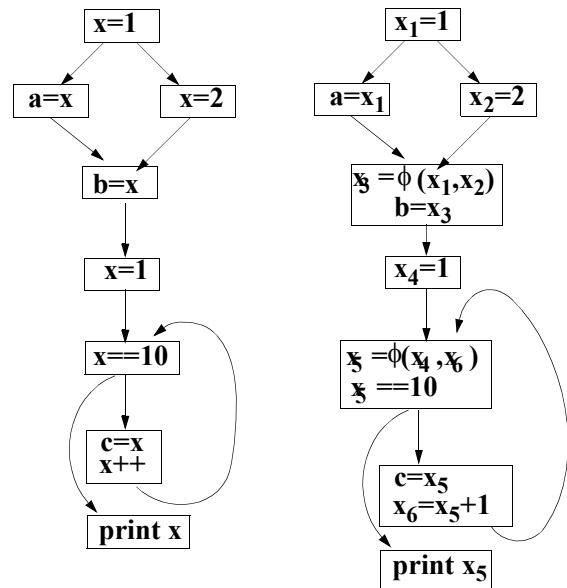 x=1
a=x
x=2
b=x
x=1
x==10
c=x
x++
print x
x₁=1
a=x₁
x₂=2
x₃ =ϕ (x₁,x₂)
b=x₃
x₄=1
x₅ =ϕ(x₄ ,x₆ )
x₅ ==10
c=x₅
x₆=x₅+1
print x₅